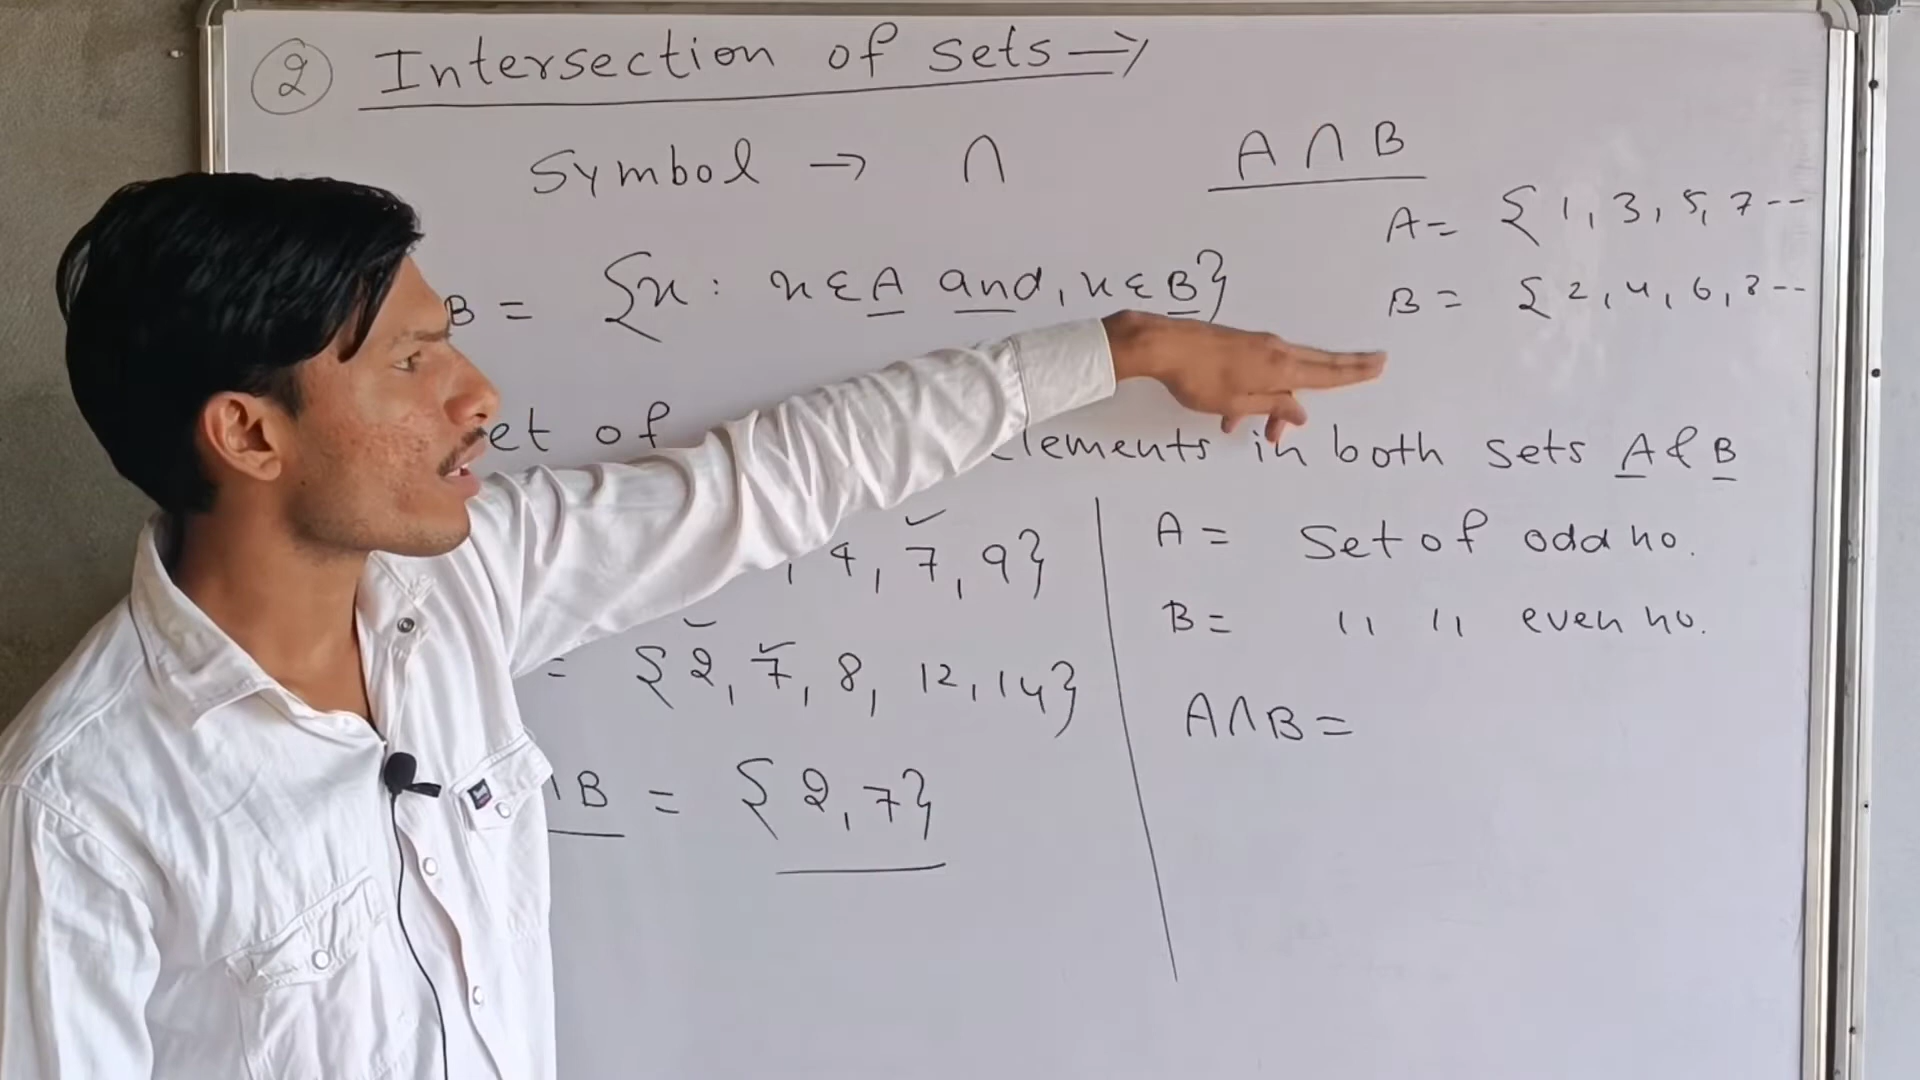 2 Intersection of sets →
Symbol → ∩
A ∩ B
A = { 1, 3, 5, 7 --
B = { 2, 4, 6, 8 --
B = {x : x ∈ A and, x ∈ B}
et of
lements in both sets A & B
, 4, 7, 9}
= {2, 7, 8, 12, 14}
∩ B = {2, 7}
A = Set of odd no.
B = " " even no.
A∩B =